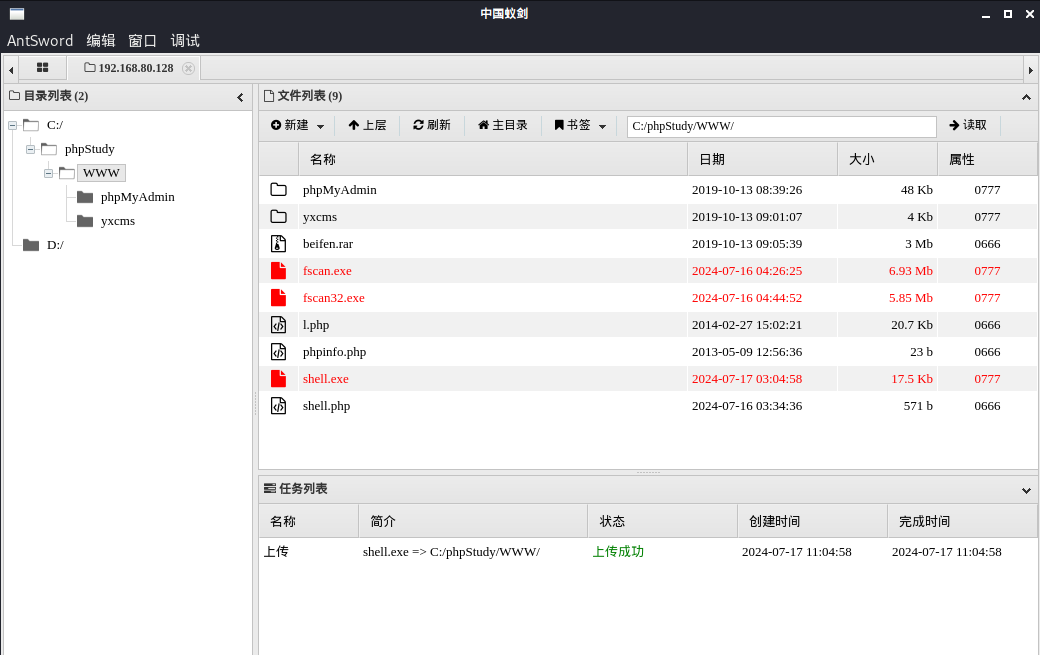 中国蚁剑
AntSword 编辑 窗口 调试
192.168.80.128
目录列表 (2)
C:/
phpStudy
WWW
phpMyAdmin
yxcms
D:/
文件列表 (9)
新建 上层 刷新 主目录 书签 C:/phpStudy/WWW/ 读取
名称 日期 大小 属性
phpMyAdmin 2019-10-13 08:39:26 48 Kb 0777
yxcms 2019-10-13 09:01:07 4 Kb 0777
beifen.rar 2019-10-13 09:05:39 3 Mb 0666
fscan.exe 2024-07-16 04:26:25 6.93 Mb 0777
fscan32.exe 2024-07-16 04:44:52 5.85 Mb 0777
l.php 2014-02-27 15:02:21 20.7 Kb 0666
phpinfo.php 2013-05-09 12:56:36 23 b 0666
shell.exe 2024-07-17 03:04:58 17.5 Kb 0777
shell.php 2024-07-16 03:34:36 571 b 0666
任务列表
名称 简介 状态 创建时间 完成时间
上传 shell.exe => C:/phpStudy/WWW/ 上传成功 2024-07-17 11:04:58 2024-07-17 11:04:58